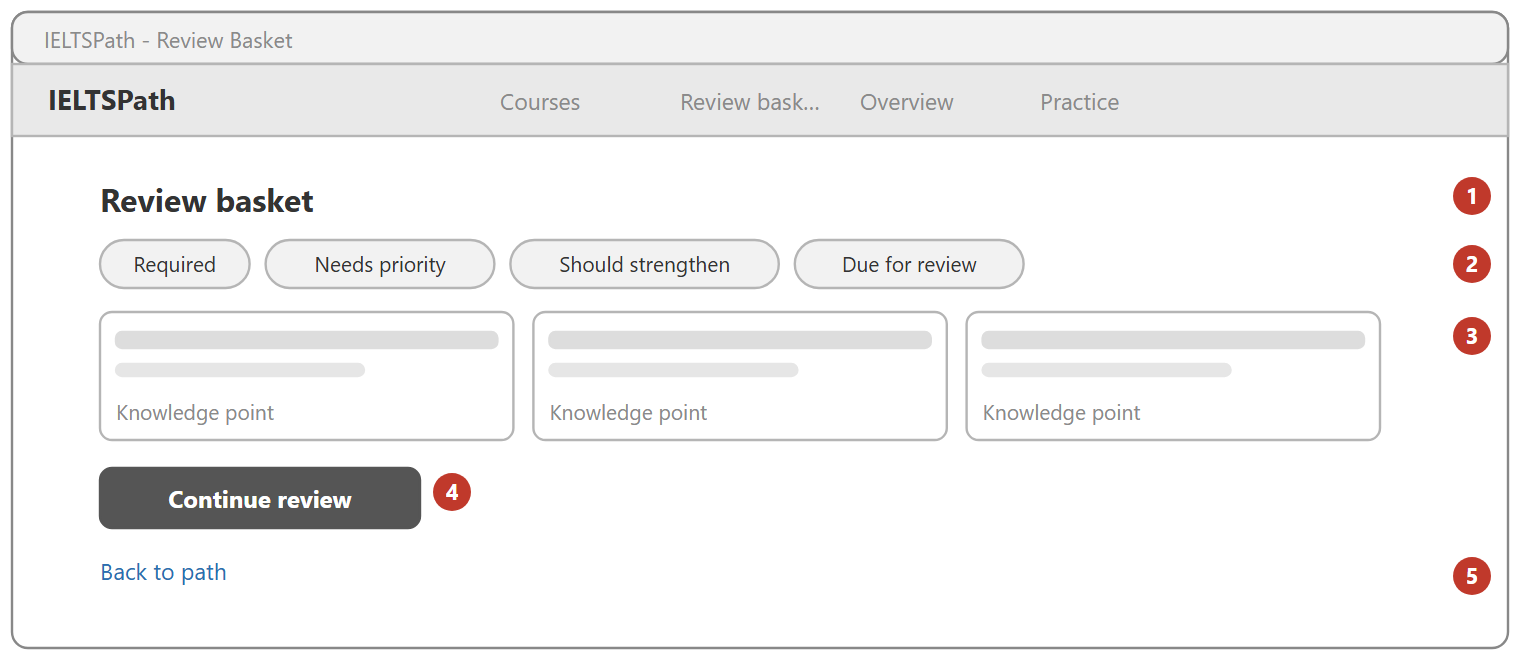 IELTSPath - Review Basket
IELTSPath Courses Review bask... Overview Practice
Review basket 1
Required Needs priority Should strengthen Due for review 2
3
Knowledge point Knowledge point Knowledge point
Continue review 4
Back to path 5